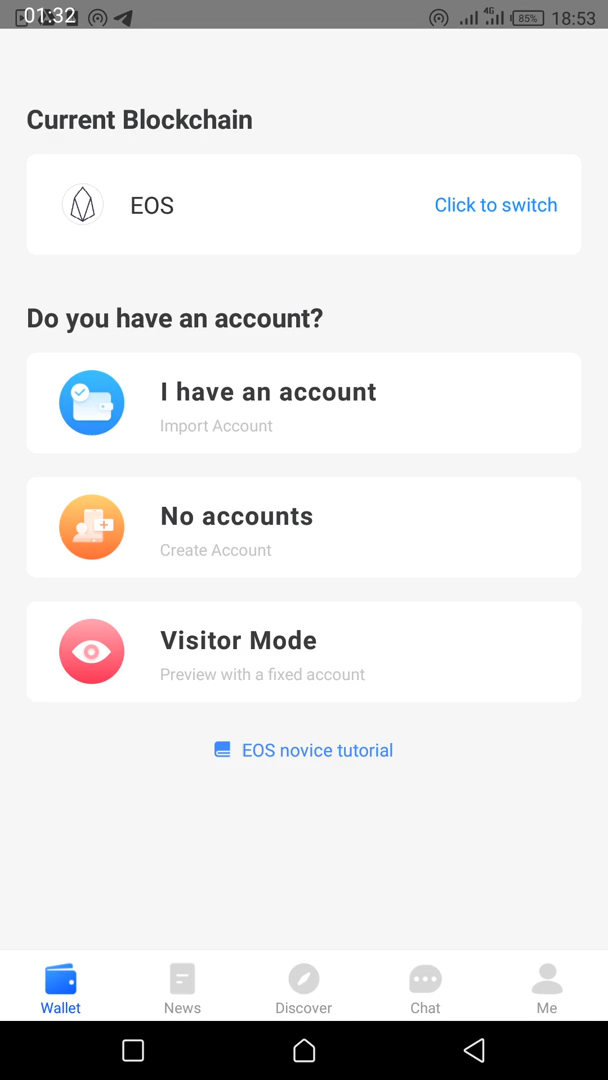 01:32
4G
85%
18:53
Current Blockchain
EOS
Click to switch
Do you have an account?
I have an account
Import Account
No accounts
Create Account
Visitor Mode
Preview with a fixed account
EOS novice tutorial
Wallet
News
Discover
Chat
Me